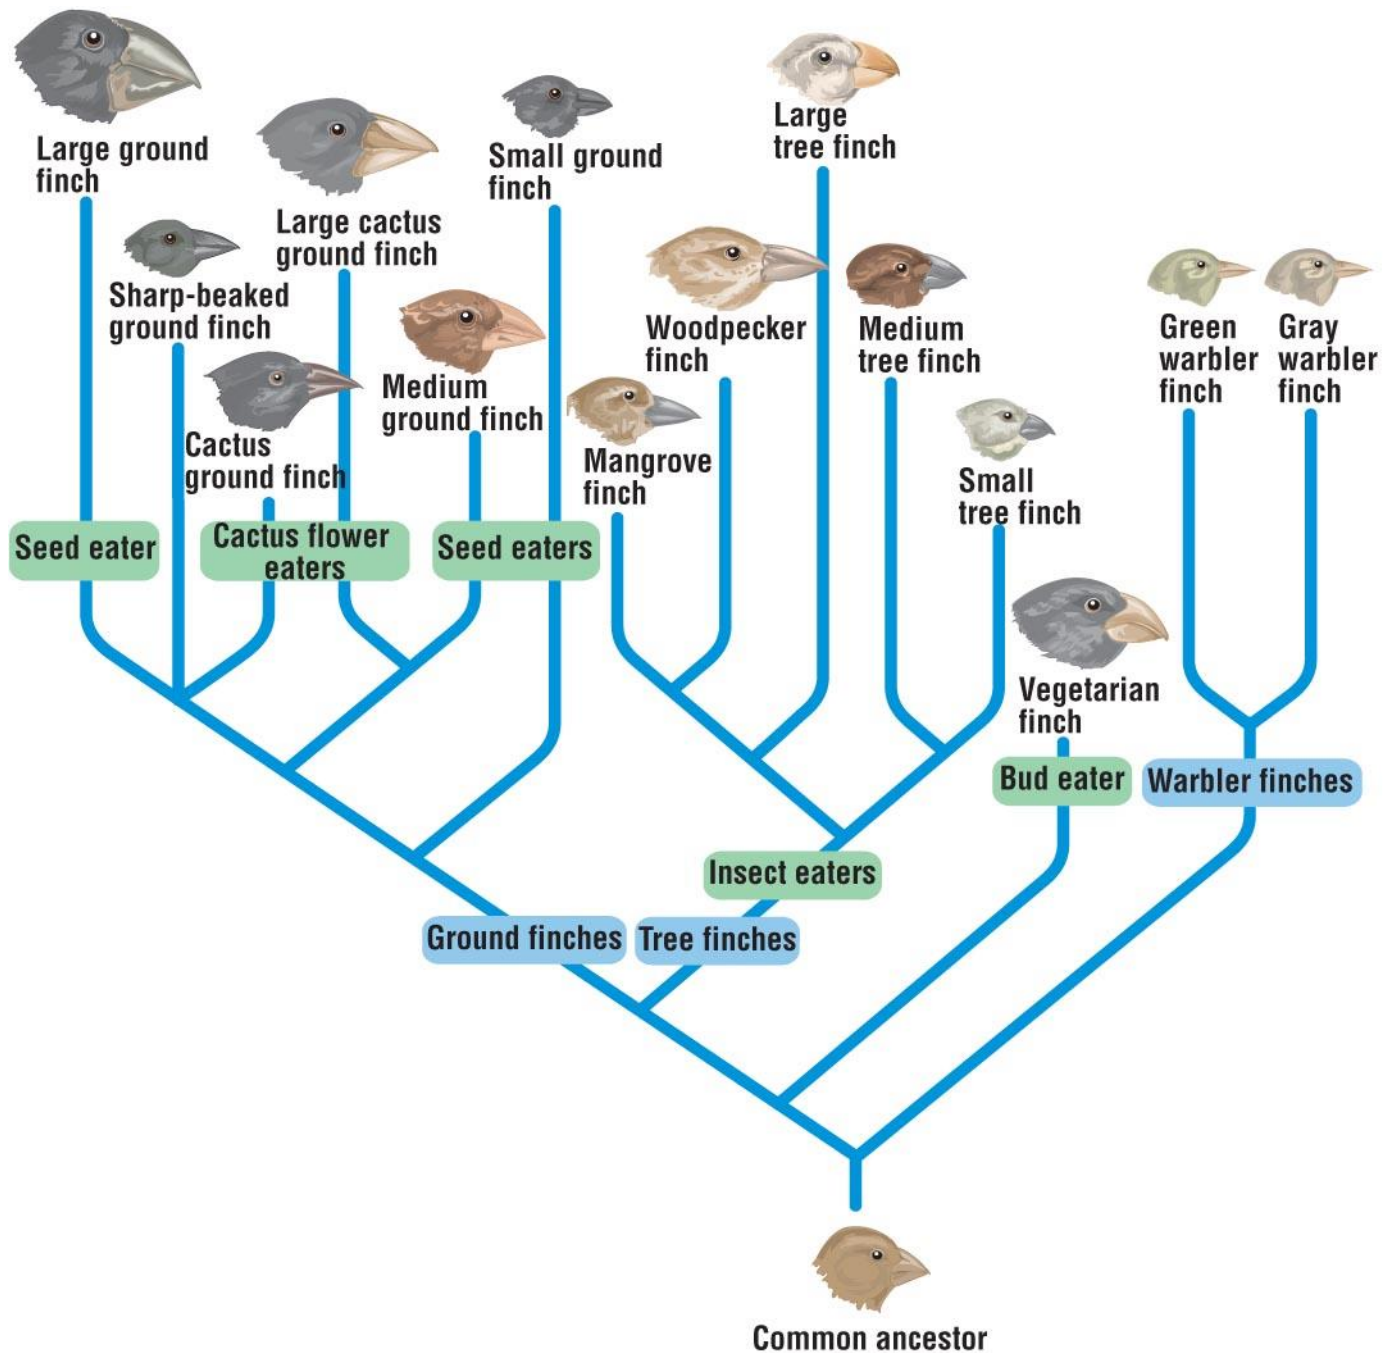 Large ground
finch
Sharp-beaked
ground finch
Large cactus
ground finch
Cactus
ground finch
Medium
ground finch
Small ground
finch
Mangrove
finch
Woodpecker
finch
Large
tree finch
Medium
tree finch
Small
tree finch
Vegetarian
finch
Green
warbler
finch
Gray
warbler
finch
Seed eater
Cactus flower
eaters
Seed eaters
Bud eater
Warbler finches
Insect eaters
Ground finches
Tree finches
Common ancestor